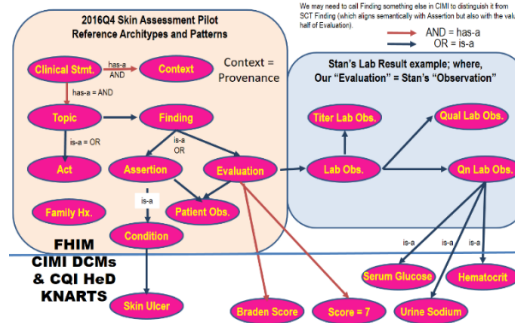 We may need to call Finding something else in CIMI to distinguish it from
SCT Finding (which aligns semantically with Assertion but also with the value
half of Evaluation).
2016Q4 Skin Assessment Pilot
Reference Architypes and Patterns
AND = has-a
OR = is-a
Clinical Stmt.
has-a
AND
Context
Context =
Provenance
Stan's Lab Result example; where,
Our "Evaluation" = Stan's "Observation"
has-a = AND
Topic
Finding
Titer Lab Obs.
Qual Lab Obs.
is-a = OR
is-a
OR
Act
Assertion
Evaluation
Lab Obs.
Qn Lab Obs.
is-a
Family Hx.
Patient Obs.
Condition
is-a
is-a
is-a
FHIM
CIMI DCMs
& CQI HeD
KNARTS
Serum Glucose
Hematocrit
Skin Ulcer
Braden Score
Score = 7
Urine Sodium